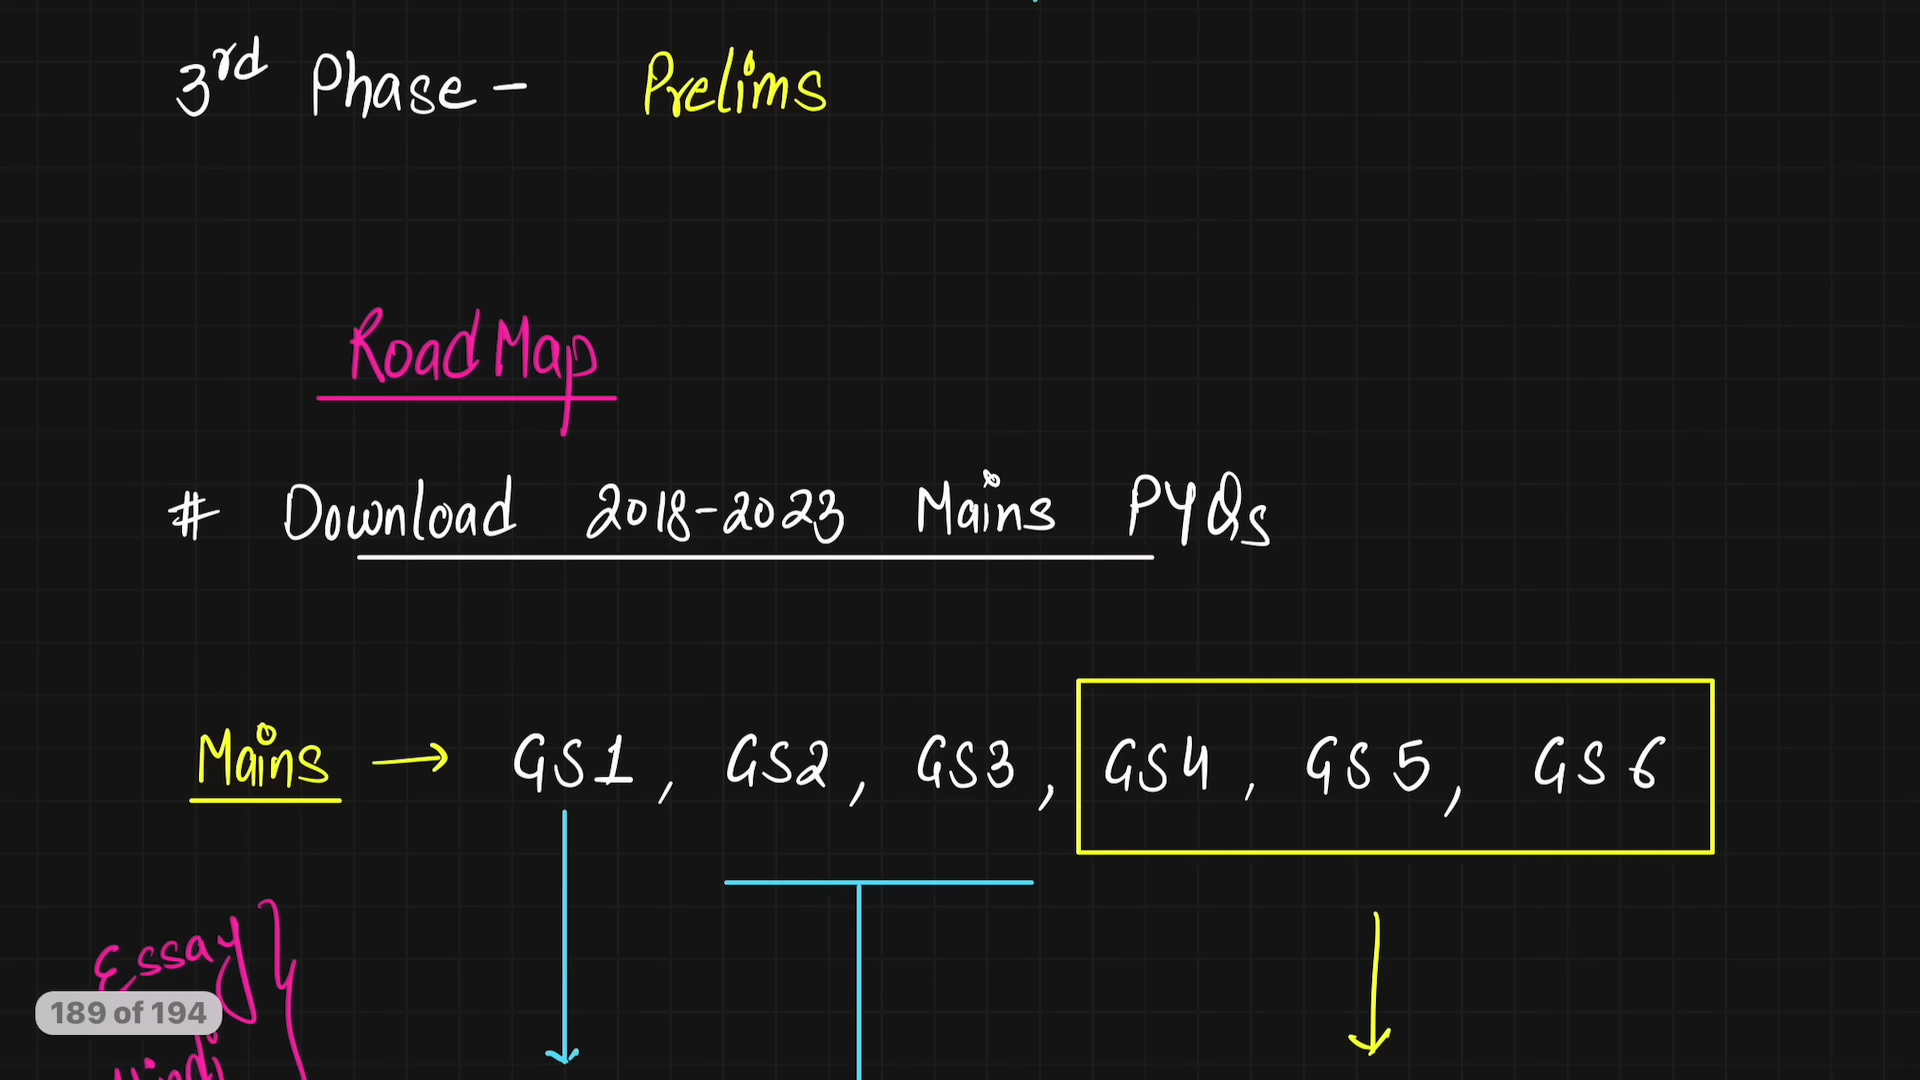 3rd Phase - Prelims
Road Map
# Download 2018-2023 Mains PYQs
Mains → GS1, GS2, GS3, GS4, GS5, GS6
Essay
189 of 194
Hindi